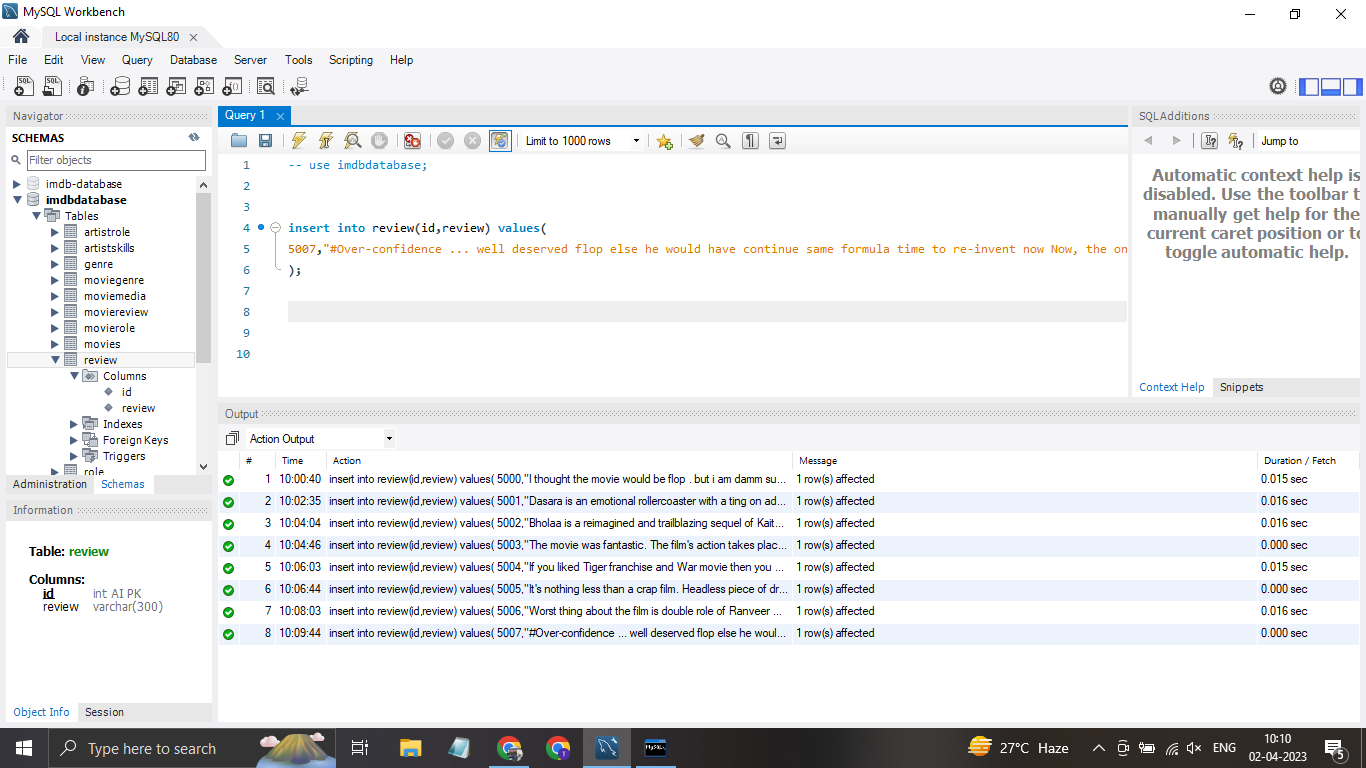 MySQL Workbench
Local instance MySQL80
File Edit View Query Database Server Tools Scripting Help
Navigator
SCHEMAS
Filter objects
imdb-database
imdbdatabase
Tables
artistrole
artistskills
genre
moviegenre
moviemedia
moviereview
movierole
movies
review
Columns
id
review
Indexes
Foreign Keys
Triggers
role
Administration Schemas
Information
Table: review
Columns:
id int AI PK
review varchar(300)
Object Info Session
Query 1
Limit to 1000 rows
1 -- use imdbdatabase;
2
3
4 insert into review(id,review) values(
5 5007,"#Over-confidence ... well deserved flop else he would have continue same formula time to re-invent now Now, the on
6 );
7
8
9
10
SQLAdditions
Jump to
Automatic context help is
disabled. Use the toolbar t
manually get help for the
current caret position or to
toggle automatic help.
Context Help Snippets
Output
Action Output
# Time Action Message Duration / Fetch
1 10:00:40 insert into review(id,review) values( 5000,"I thought the movie would be flop . but i am damm su... 1 row(s) affected 0.015 sec
2 10:02:35 insert into review(id,review) values( 5001,"Dasara is an emotional rollercoaster with a ting on ad... 1 row(s) affected 0.016 sec
3 10:04:04 insert into review(id,review) values( 5002,"Bholaa is a reimagined and trailblazing sequel of Kait... 1 row(s) affected 0.016 sec
4 10:04:46 insert into review(id,review) values( 5003,"The movie was fantastic. The film's action takes plac... 1 row(s) affected 0.000 sec
5 10:06:03 insert into review(id,review) values( 5004,"If you liked Tiger franchise and War movie then you ... 1 row(s) affected 0.015 sec
6 10:06:44 insert into review(id,review) values( 5005,"It's nothing less than a crap film. Headless piece of dr... 1 row(s) affected 0.000 sec
7 10:08:03 insert into review(id,review) values( 5006,"Worst thing about the film is double role of Ranveer ... 1 row(s) affected 0.016 sec
8 10:09:44 insert into review(id,review) values( 5007,"#Over-confidence ... well deserved flop else he woul... 1 row(s) affected 0.000 sec
Type here to search
27°C Haze
ENG
10:10
02-04-2023
5